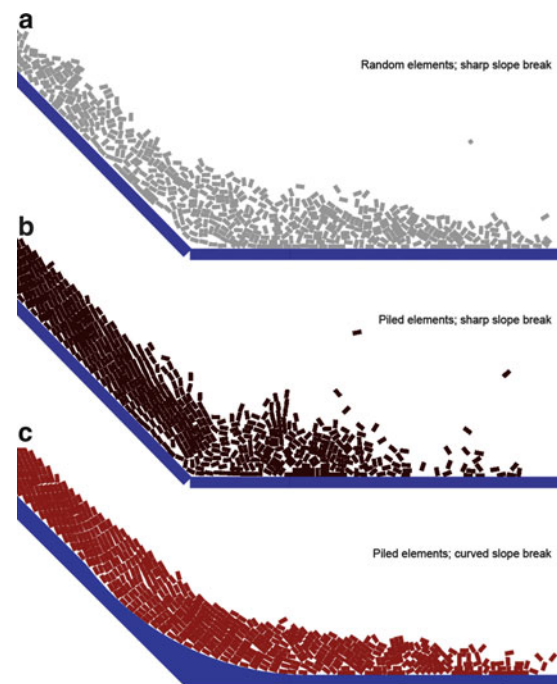 a
Random elements; sharp slope break
b
Piled elements; sharp slope break
c
Piled elements; curved slope break